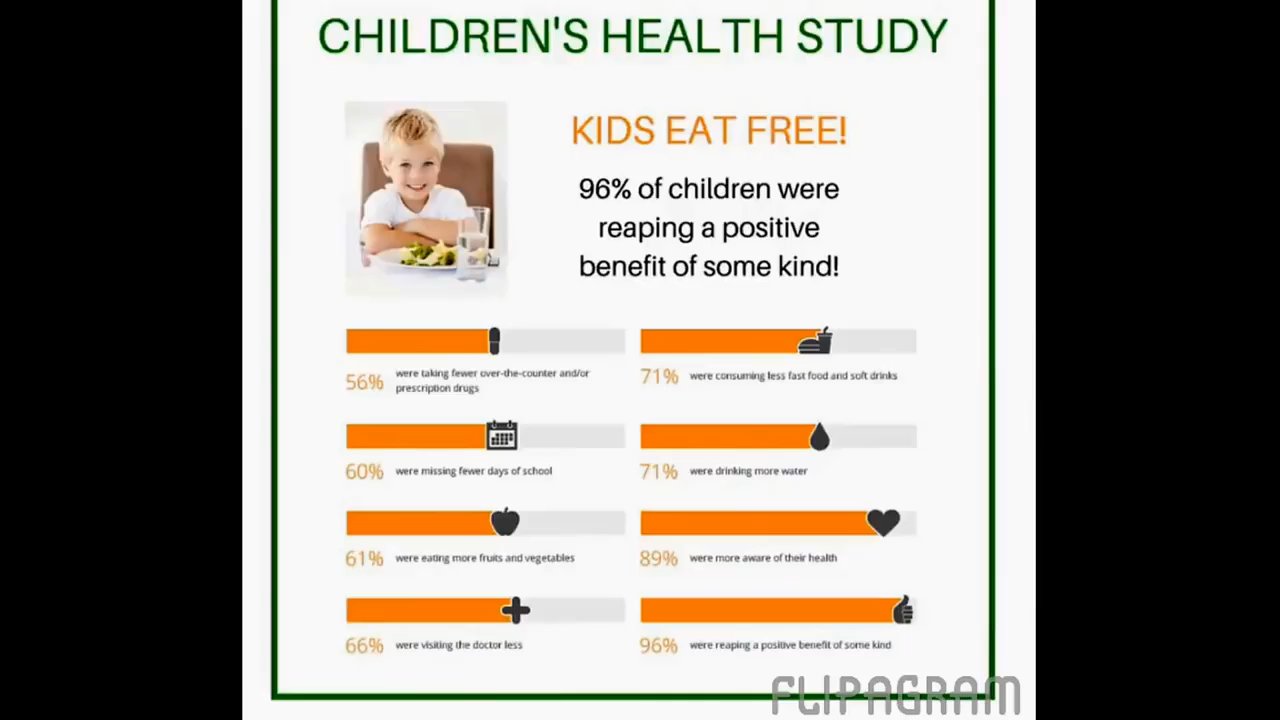 CHILDREN'S HEALTH STUDY
KIDS EAT FREE!
96% of children were
reaping a positive
benefit of some kind!
56% were taking fewer over-the-counter and/or
prescription drugs
71% were consuming less fast food and soft drinks
60% were missing fewer days of school
71% were drinking more water
61% were eating more fruits and vegetables
89% were more aware of their health
66% were visiting the doctor less
96% were reaping a positive benefit of some kind
FLIPAGRAM